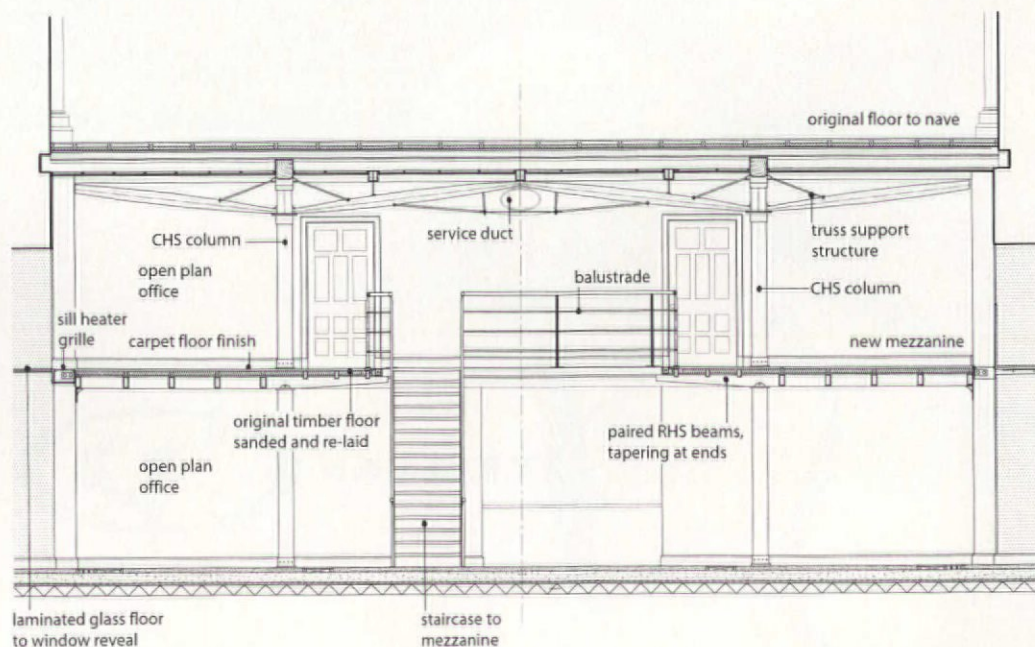 original floor to nave
CHS column
service duct
truss support
structure
open plan
office
balustrade
CHS column
sill heater
grille
carpet floor finish
new mezzanine
original timber floor
sanded and re-laid
paired RHS beams,
tapering at ends
open plan
office
laminated glass floor
to window reveal
staircase to
mezzanine